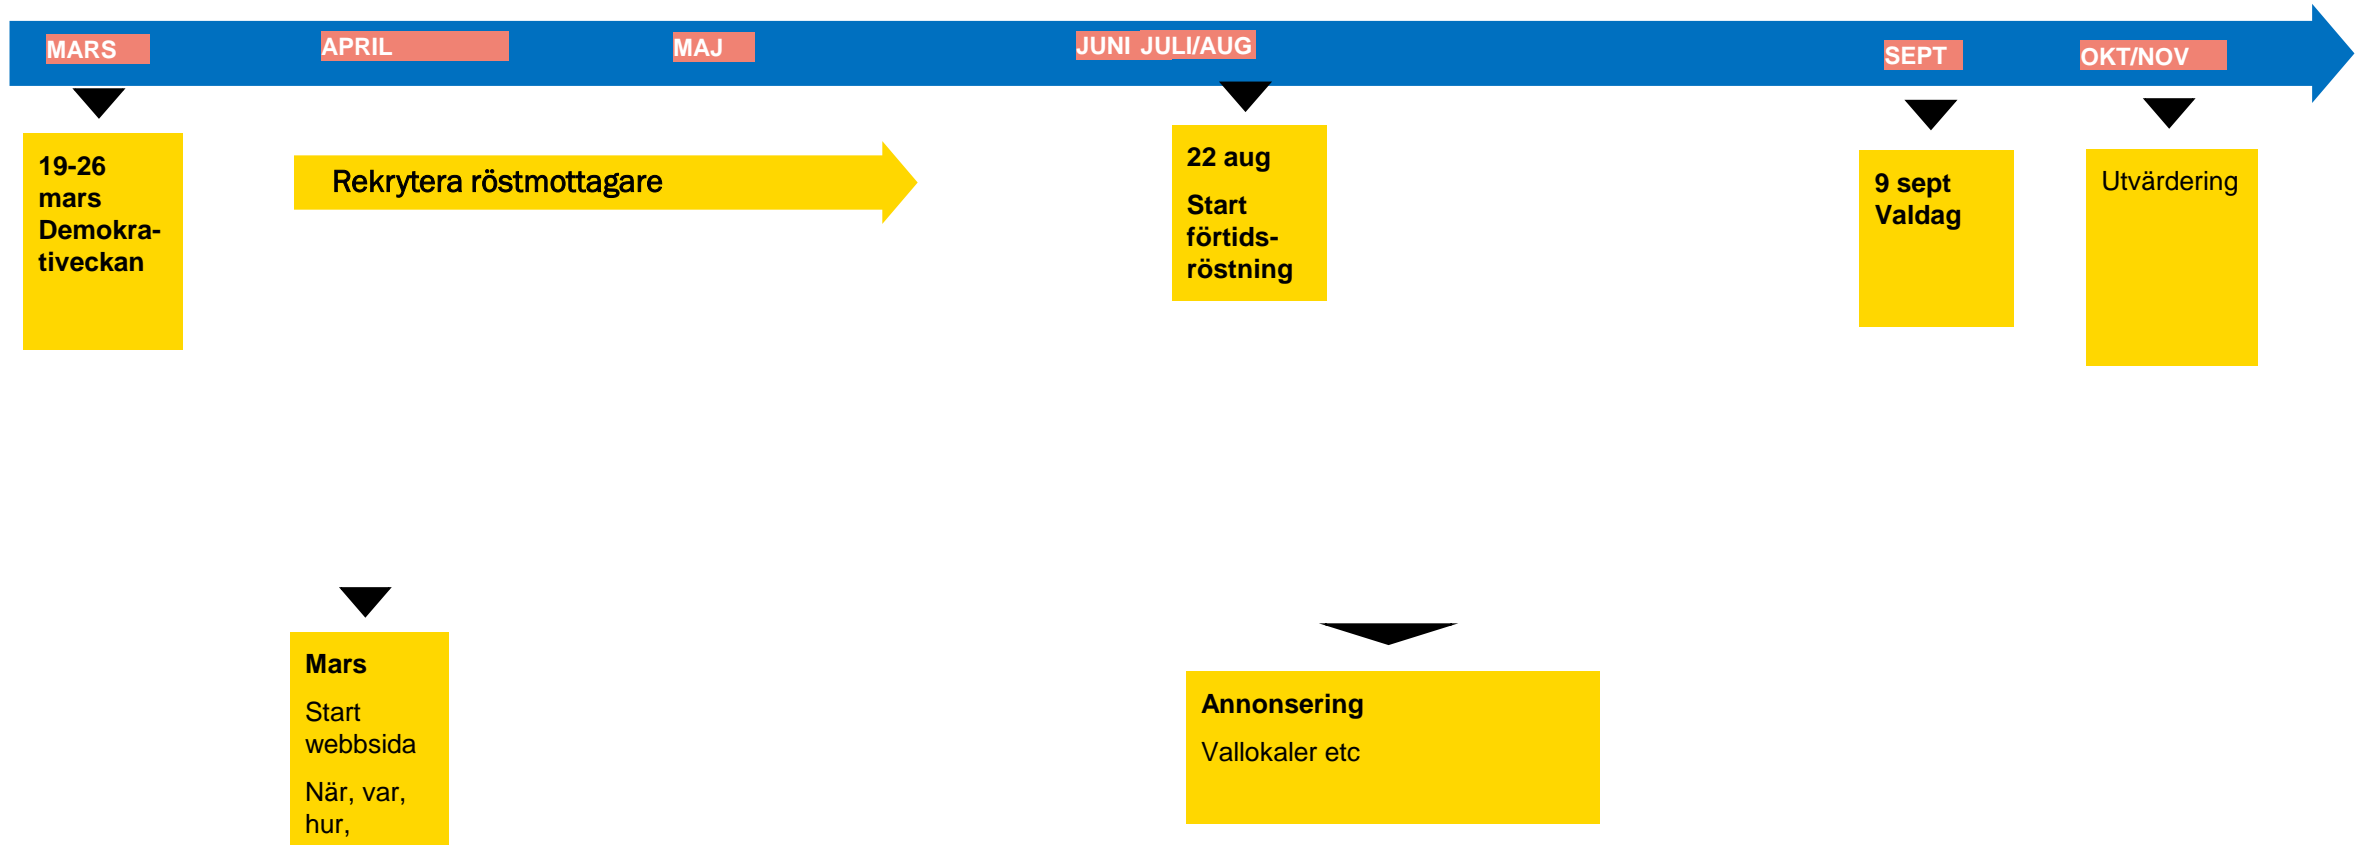 MARS
APRIL
MAJ
JUNI
JULI/AUG
SEPT
OKT/NOV
19-26
mars
Demokra-
tiveckan
Rekrytera röstmottagare
22 aug
Start
förtids-
röstning
9 sept
Valdag
Utvärdering
Mars
Start
webbsida
När, var,
hur,
Annonsering
Vallokaler etc